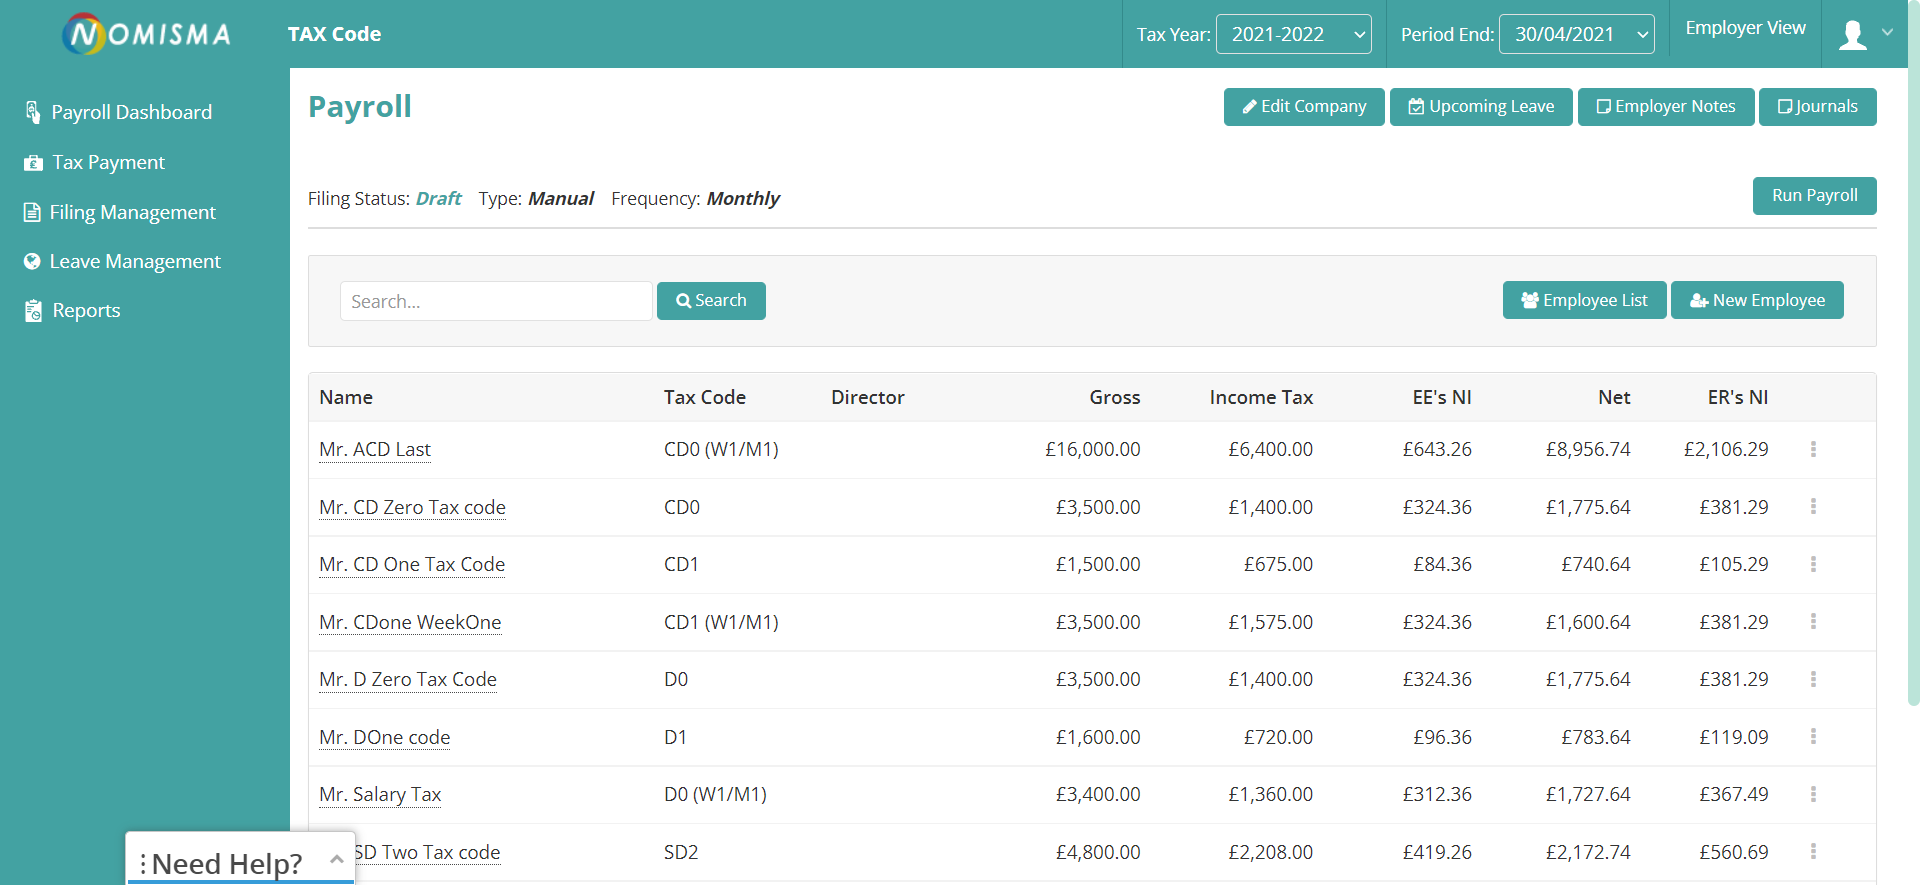 NOMISMA
TAX Code
Tax Year: 2021-2022
Period End: 30/04/2021
Employer View
Payroll Dashboard
Tax Payment
Filing Management
Leave Management
Reports
Payroll
Edit Company Upcoming Leave Employer Notes Journals
Filing Status: Draft Type: Manual Frequency: Monthly
Run Payroll
Search... Search Employee List New Employee
Name Tax Code Director Gross Income Tax EE's NI Net ER's NI
Mr. ACD Last CD0 (W1/M1) £16,000.00 £6,400.00 £643.26 £8,956.74 £2,106.29
Mr. CD Zero Tax code CD0 £3,500.00 £1,400.00 £324.36 £1,775.64 £381.29
Mr. CD One Tax Code CD1 £1,500.00 £675.00 £84.36 £740.64 £105.29
Mr. CDone WeekOne CD1 (W1/M1) £3,500.00 £1,575.00 £324.36 £1,600.64 £381.29
Mr. D Zero Tax Code D0 £3,500.00 £1,400.00 £324.36 £1,775.64 £381.29
Mr. DOne code D1 £1,600.00 £720.00 £96.36 £783.64 £119.09
Mr. Salary Tax D0 (W1/M1) £3,400.00 £1,360.00 £312.36 £1,727.64 £367.49
SD Two Tax code SD2 £4,800.00 £2,208.00 £419.26 £2,172.74 £560.69
Need Help?